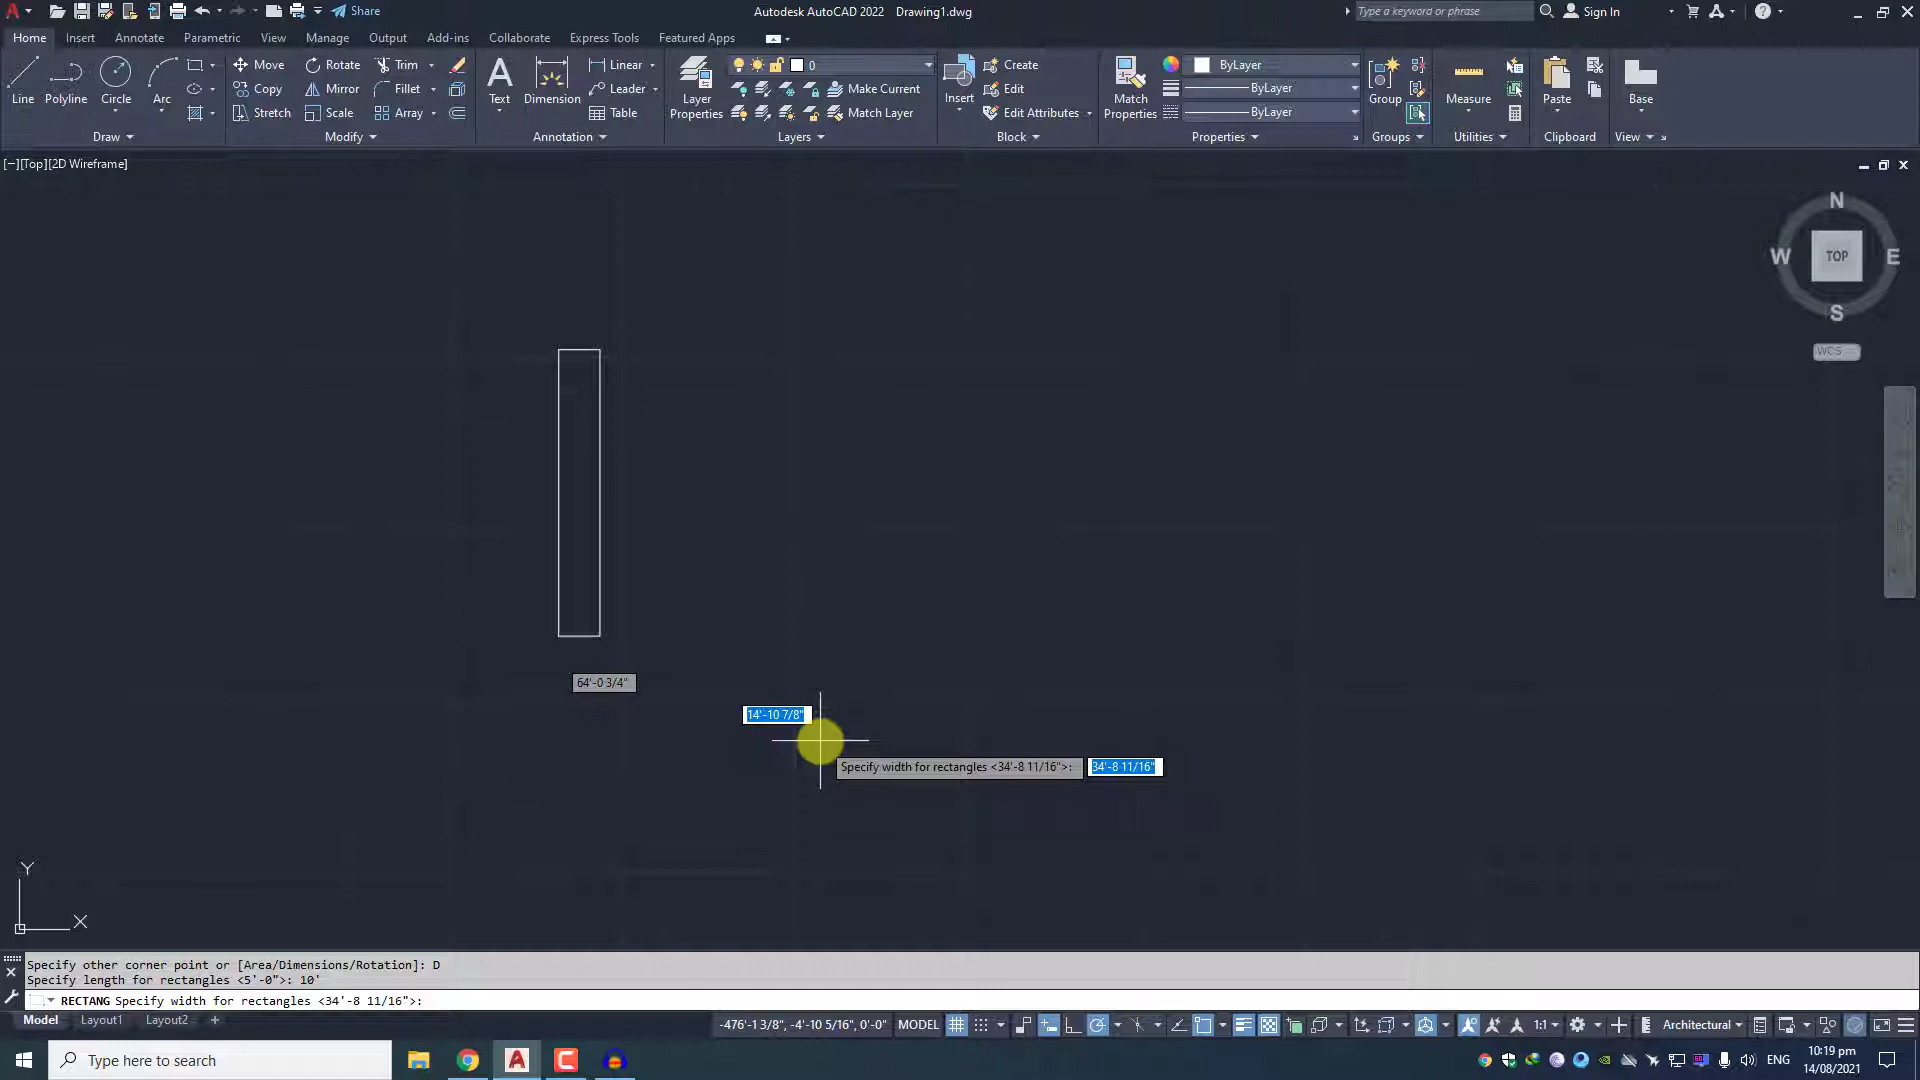 Share
Autodesk AutoCAD 2022 Drawing1.dwg
Type a keyword or phrase
Sign In
Home Insert Annotate Parametric View Manage Output Add-ins Collaborate Express Tools Featured Apps
Line Polyline Circle Arc
Move Rotate Trim
Copy Mirror Fillet
Stretch Scale Array
Text Dimension
Linear
Leader
Table
Layer Properties
0
Make Current
Match Layer
Insert
Create
Edit
Edit Attributes
Match Properties
ByLayer
ByLayer
ByLayer
Group
Measure
Paste
Base
Draw Modify Annotation Layers Block Properties Groups Utilities Clipboard View
[−][Top][2D Wireframe]
N
W TOP E
S
WCS
64'-0 3/4"
14'-10 7/8"
Specify width for rectangles <34'-8 11/16">: 34'-8 11/16"
Y
X
Specify other corner point or [Area/Dimensions/Rotation]: D
Specify length for rectangles <5'-0">: 10'
RECTANG Specify width for rectangles <34'-8 11/16">:
Model Layout1 Layout2 +
-476'-1 3/8", -4'-10 5/16", 0'-0" MODEL 1:1 Architectural
Type here to search
ENG
10:19 pm
14/08/2021